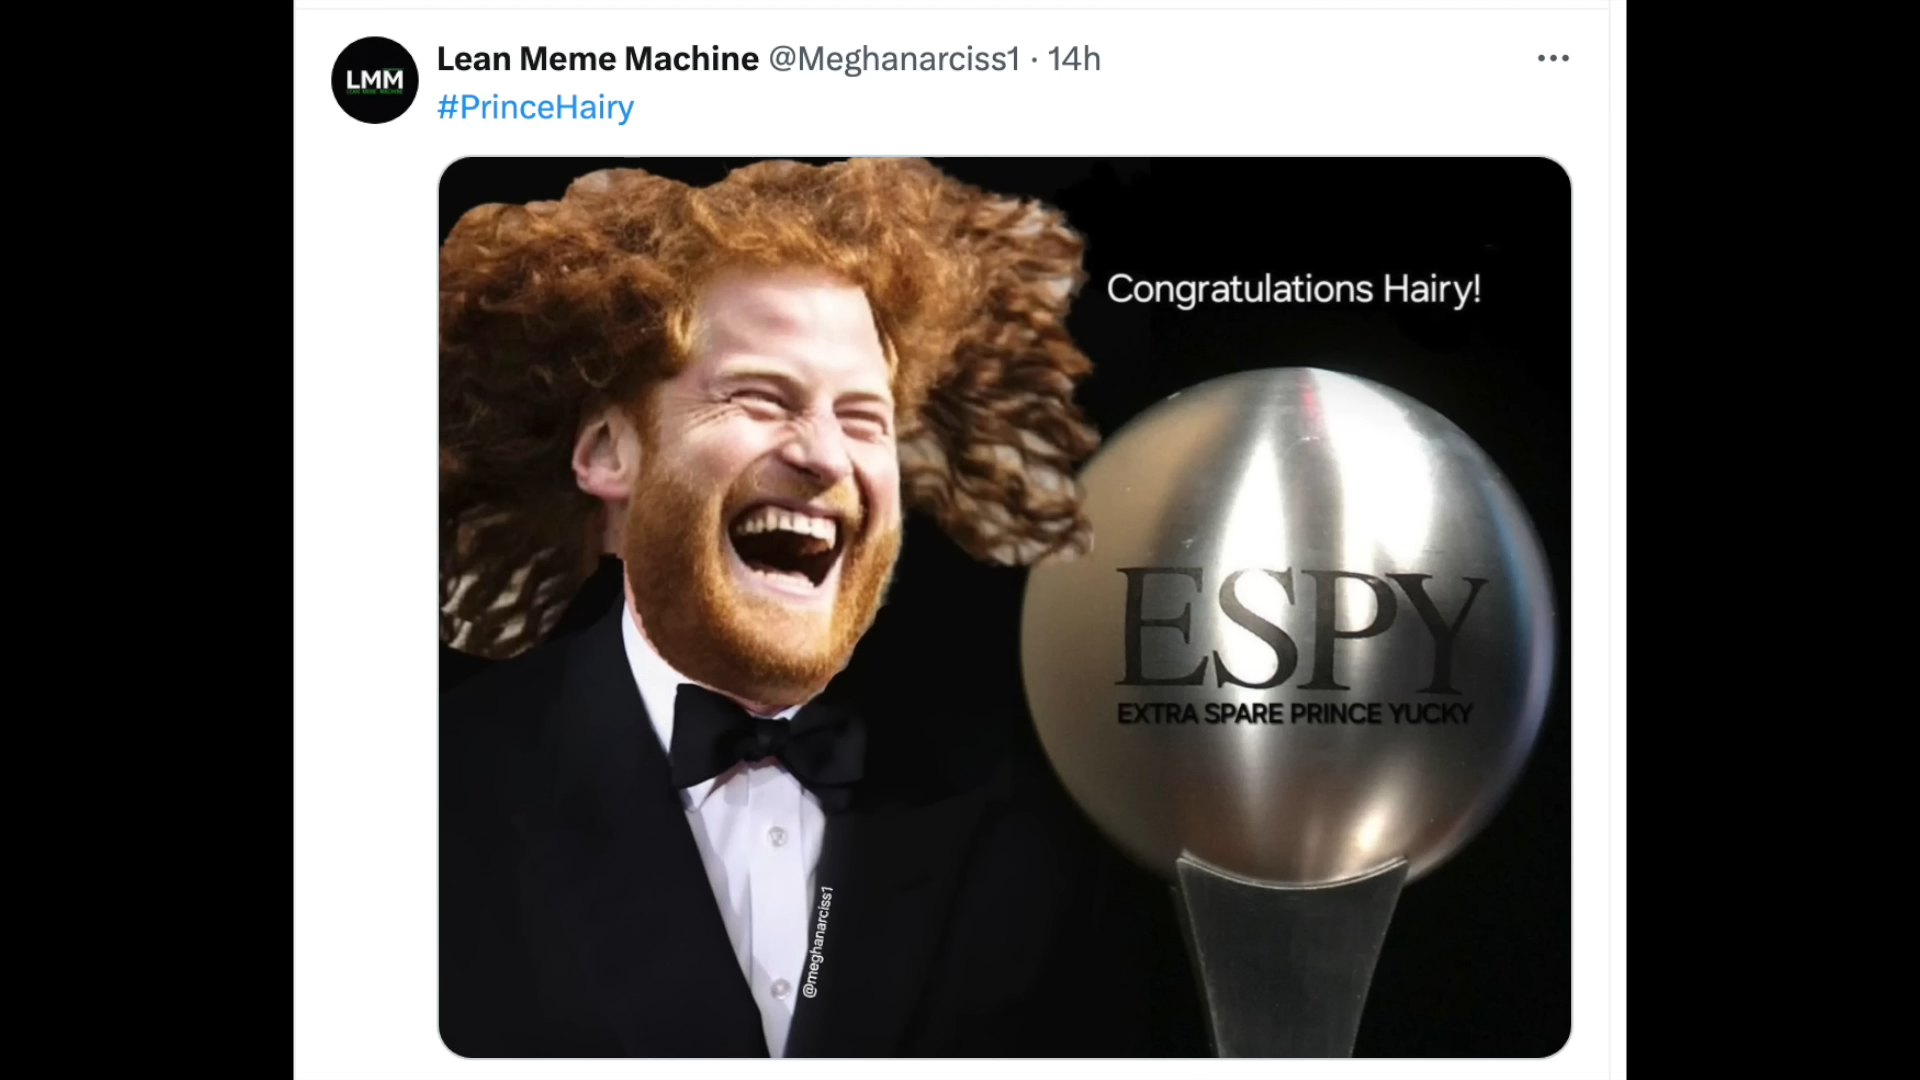 LMM
Lean Meme Machine @Meghanarciss1 · 14h
#PrinceHairy
Congratulations Hairy!
ESPY
EXTRA SPARE PRINCE YUCKY
@meghanarciss1